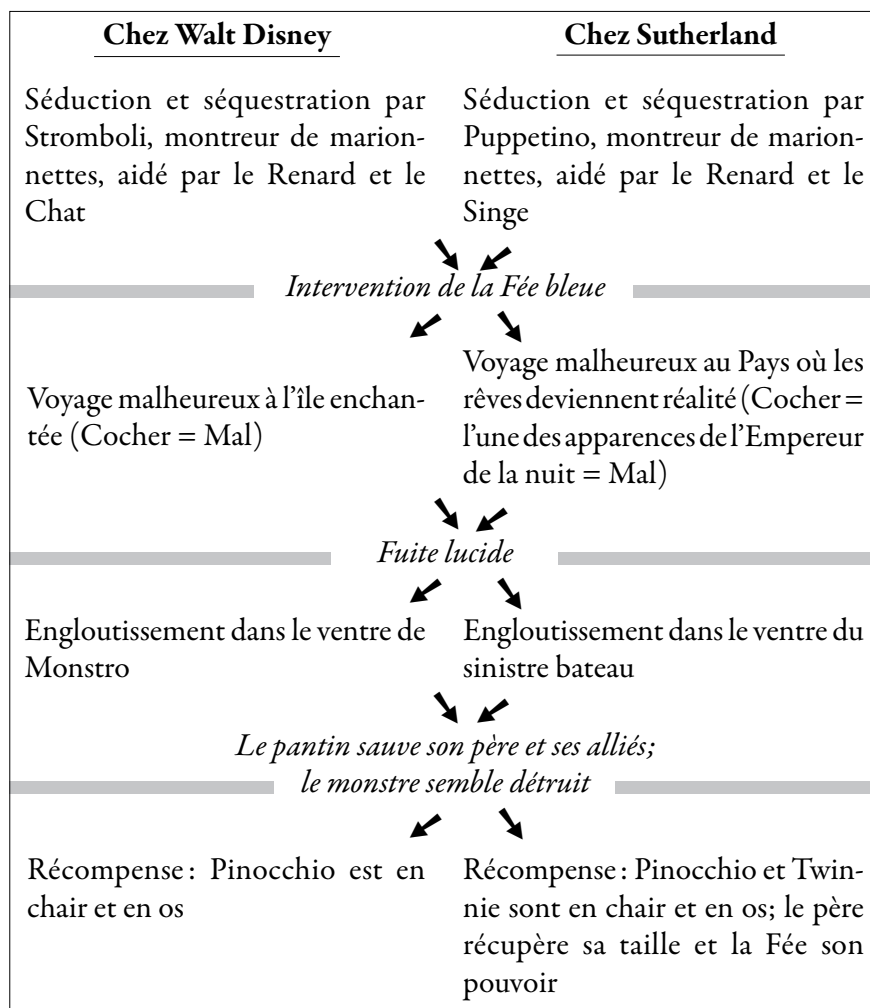 Chez Walt Disney
Chez Sutherland
Séduction et séquestration par
Stromboli, montreur de marion-
nettes, aidé par le Renard et le
Chat
Séduction et séquestration par
Puppetino, montreur de marion-
nettes, aidé par le Renard et le
Singe
Intervention de la Fée bleue
Voyage malheureux à l’île enchan-
tée (Cocher = Mal)
Voyage malheureux au Pays où les
rêves deviennent réalité (Cocher =
l’une des apparences de l’Empereur
de la nuit = Mal)
Fuite lucide
Engloutissement dans le ventre de
Monstro
Engloutissement dans le ventre du
sinistre bateau
Le pantin sauve son père et ses alliés;
le monstre semble détruit
Récompense : Pinocchio est en
chair et en os
Récompense : Pinocchio et Twin-
nie sont en chair et en os; le père
récupère sa taille et la Fée son
pouvoir